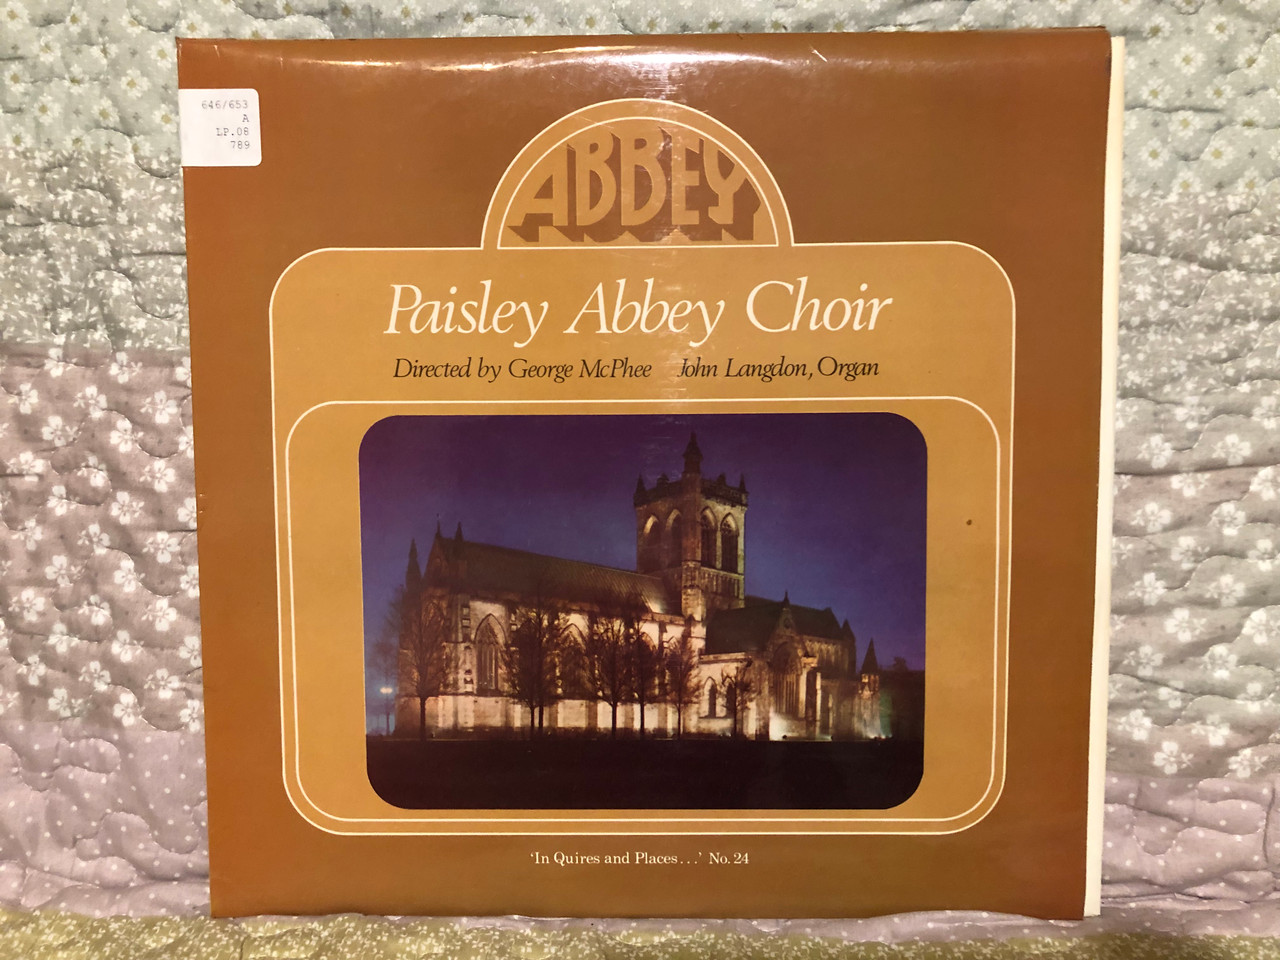 646/653
A
LP.08
789
ABBEY
Paisley Abbey Choir
Directed by George McPhee John Langdon, Organ
‘In Quires and Places...’ No. 24